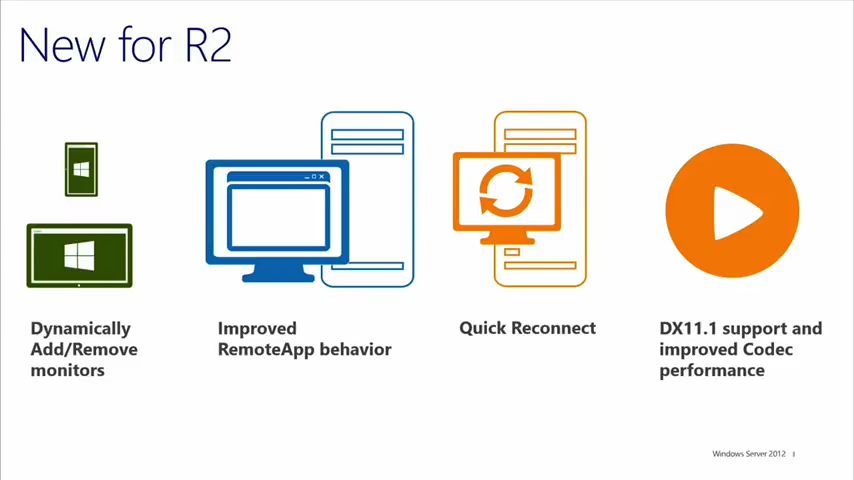 New for R2
Dynamically
Add/Remove
monitors
Improved
RemoteApp behavior
Quick Reconnect
DX11.1 support and
improved Codec
performance
Windows Server 2012